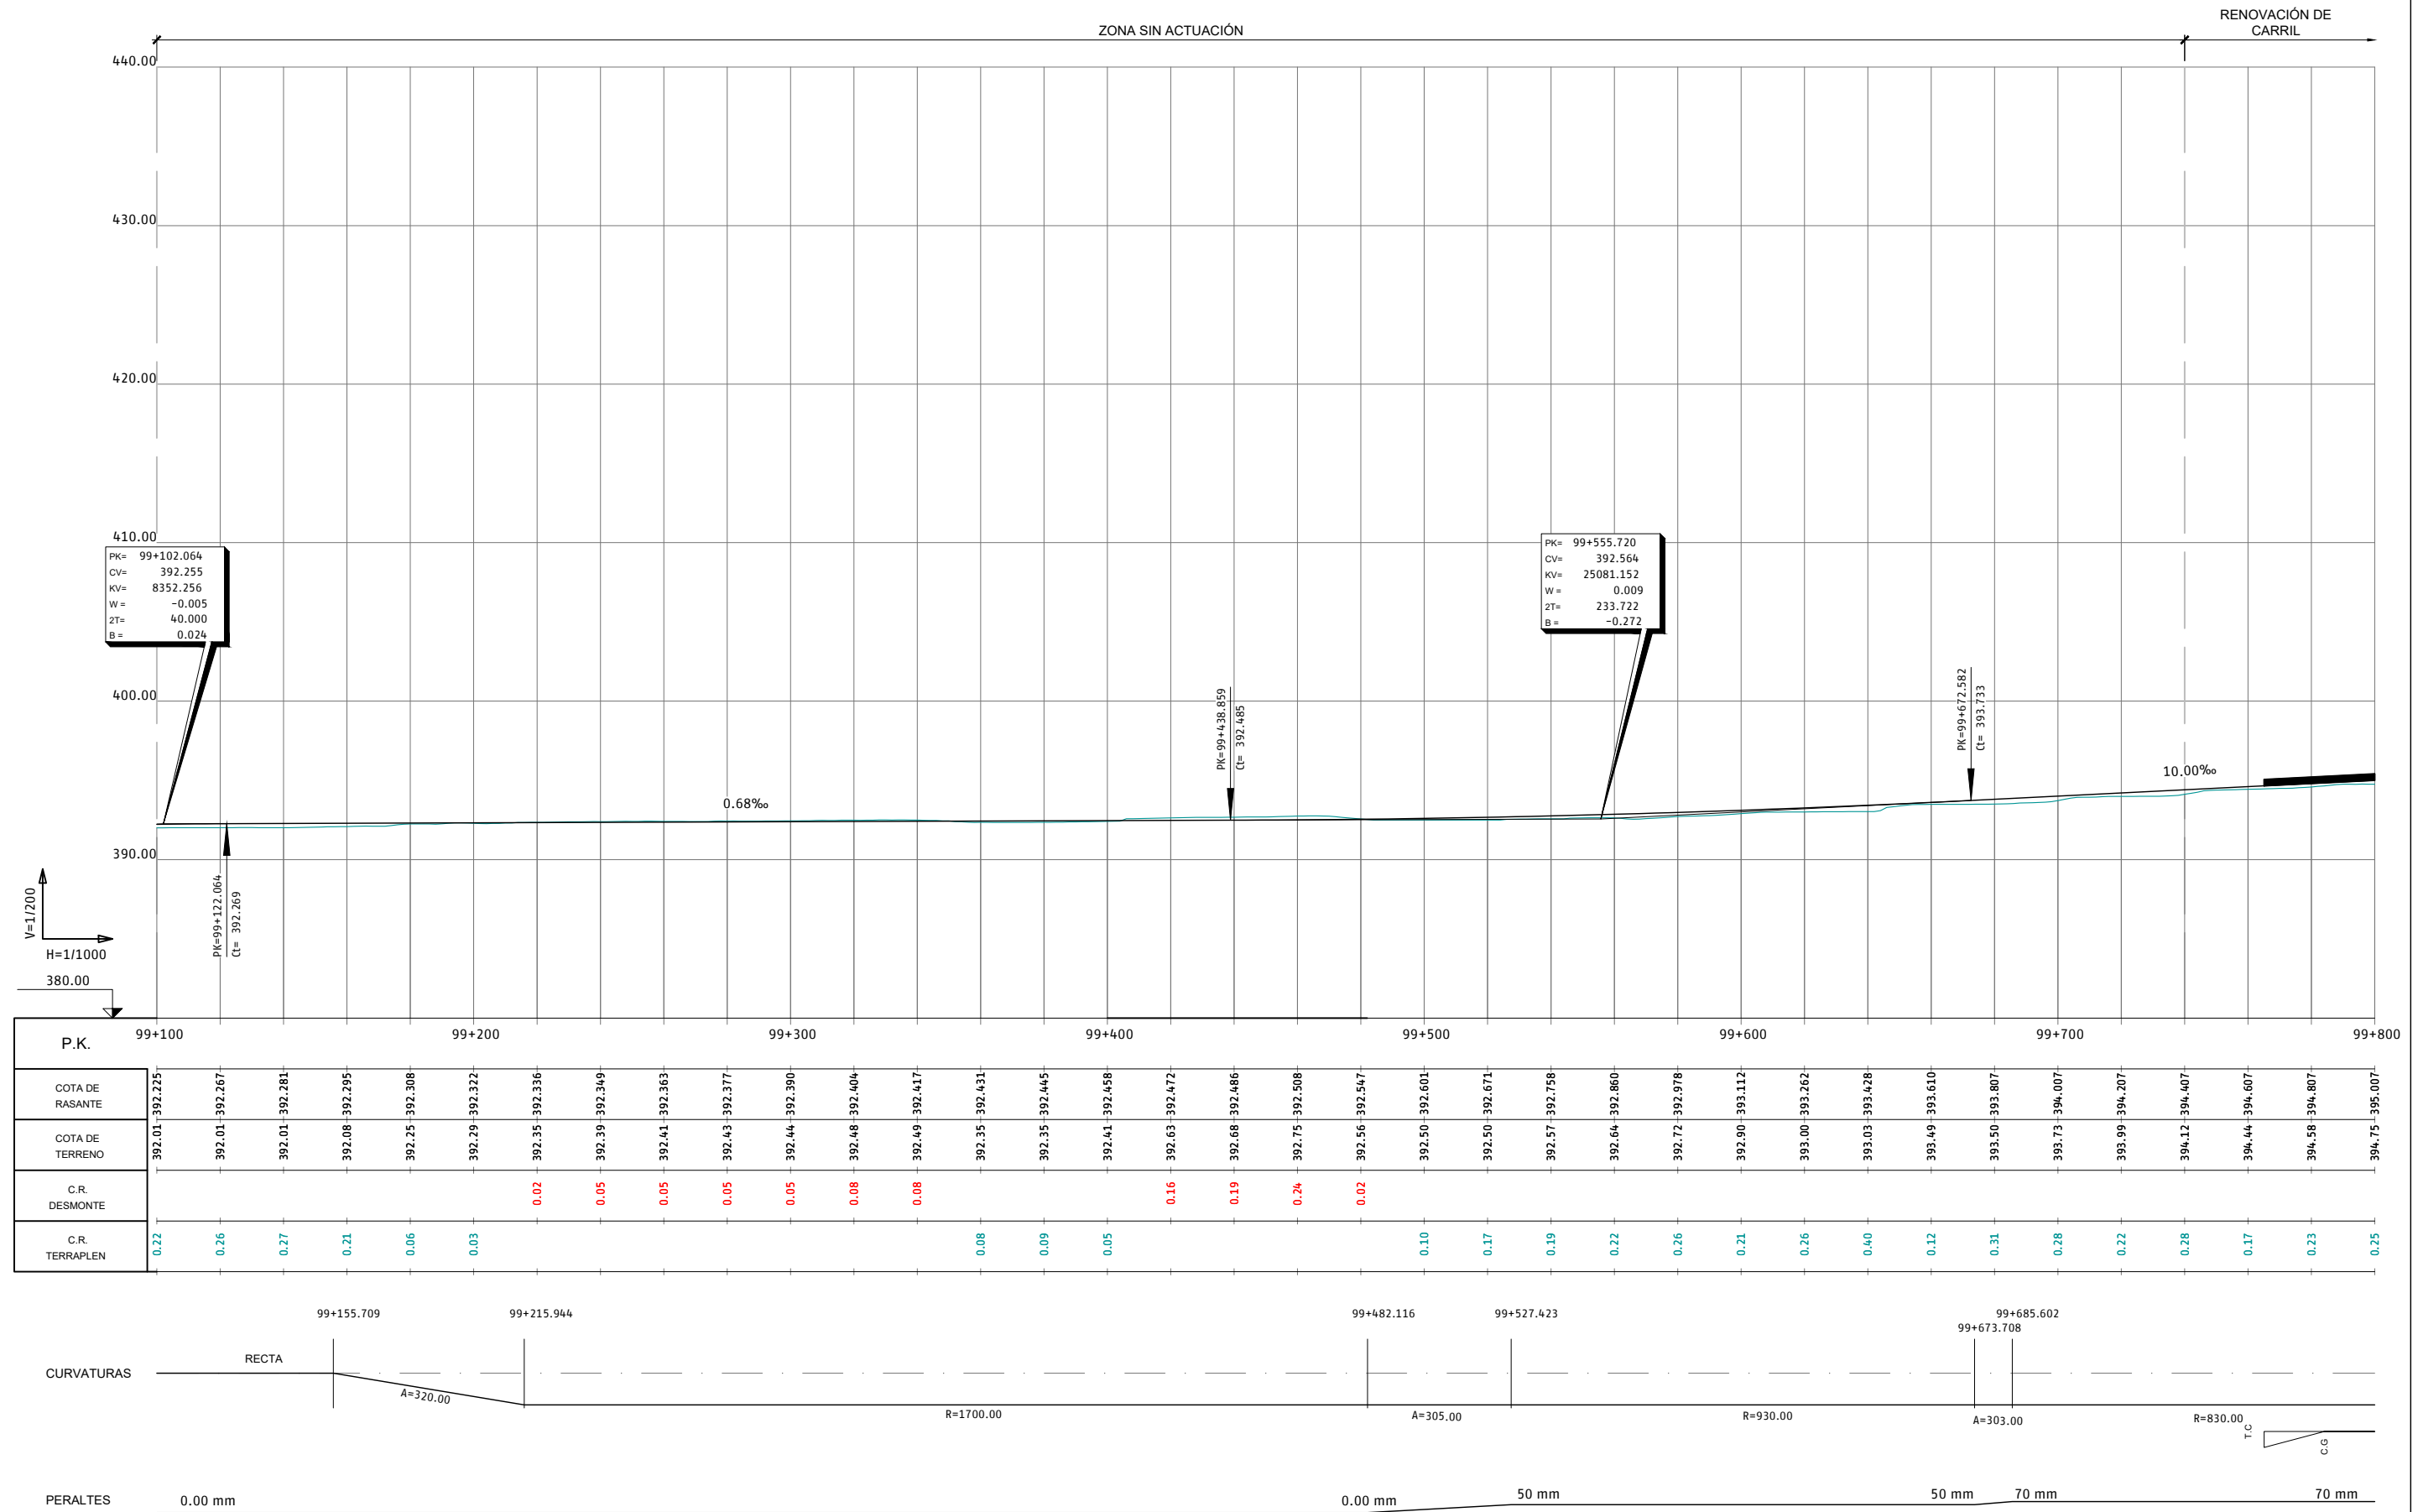 ZONA SIN ACTUACIÓN
RENOVACIÓN DE
CARRIL
440.00
430.00
420.00
410.00
400.00
390.00
PK= 99+102.064
CV= 392.255
KV= 8352.256
W = -0.005
2T= 40.000
B = 0.024
PK= 99+555.720
CV= 392.564
KV= 25081.152
W = 0.009
2T= 233.722
B = -0.272
PK=99+122.064
Ct= 392.269
0.68‰
PK=99+438.859
Ct= 392.485
PK=99+672.582
Ct= 393.733
10.00‰
V=1/200
H=1/1000
380.00
P.K.
99+100 99+200 99+300 99+400 99+500 99+600 99+700 99+800
COTA DE
RASANTE
392.225 392.267 392.281 392.295 392.308 392.322 392.336 392.349 392.363 392.377 392.390 392.404 392.417 392.431 392.445 392.458 392.472 392.486 392.508 392.547 392.601 392.671 392.758 392.860 392.978 393.112 393.262 393.428 393.610 393.807 394.007 394.207 394.407 394.607 394.807 395.007
COTA DE
TERRENO
392.01 392.01 392.01 392.08 392.25 392.29 392.35 392.39 392.41 392.43 392.44 392.48 392.49 392.35 392.35 392.41 392.63 392.68 392.75 392.56 392.50 392.50 392.57 392.64 392.72 392.90 393.00 393.03 393.49 393.50 393.73 393.99 394.12 394.44 394.58 394.75
C.R.
DESMONTE
0.02 0.05 0.05 0.05 0.05 0.08 0.08 0.16 0.19 0.24 0.02
C.R.
TERRAPLEN
0.22 0.26 0.27 0.21 0.06 0.03 0.08 0.09 0.05 0.10 0.17 0.19 0.22 0.26 0.21 0.26 0.40 0.12 0.31 0.28 0.22 0.28 0.17 0.23 0.25
99+155.709 99+215.944 99+482.116 99+527.423 99+685.602
99+673.708
CURVATURAS
RECTA
A=320.00
R=1700.00
A=305.00
R=930.00
A=303.00
R=830.00
T.C
C.G
PERALTES
0.00 mm 0.00 mm 50 mm 50 mm 70 mm 70 mm